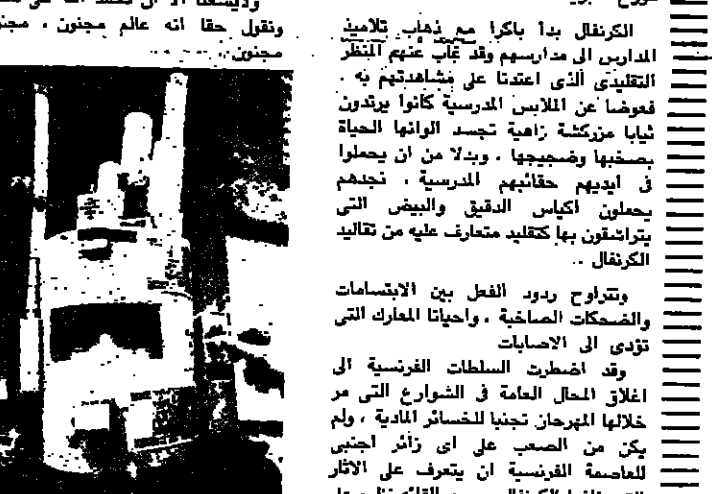 الكرنفال بدأ باكرا مع ذهاب تلاميذ
المدارس الى مدارسهم وقد غاب عنهم المنظر
التقليدى الذى اعتدنا على مشاهدتهم به .
فعوضا عن الملابس المدرسية كانوا يرتدون
ثيابا مزركشة زاهية تجسد الوانها الحياة
بصخبها وضجيجها . وبدلا من ان يحملوا
فى ايديهم حقائبهم المدرسية ، نجدهم
يحملون اكياس الدقيق والبيض التى
يتراشقون بها كتقليد متعارف عليه من تقاليد
الكرنفال ..
وتتراوح ردود الفعل بين الابتسامات
والضحكات الصاخبة ، واحيانا المعارك التى
تؤدى الى الاصابات
وقد اضطرت السلطات الفرنسية الى
اغلاق المحال العامة فى الشوارع التى مر
خلالها المهرجان تجنبا للخسائر المادية ، ولم
يكن من الصعب على اى زائر اجنبى
للعاصمة الفرنسية ان يتعرف على الاثار
ونقول حقا انه عالم مجنون ، مجنون
مجنون